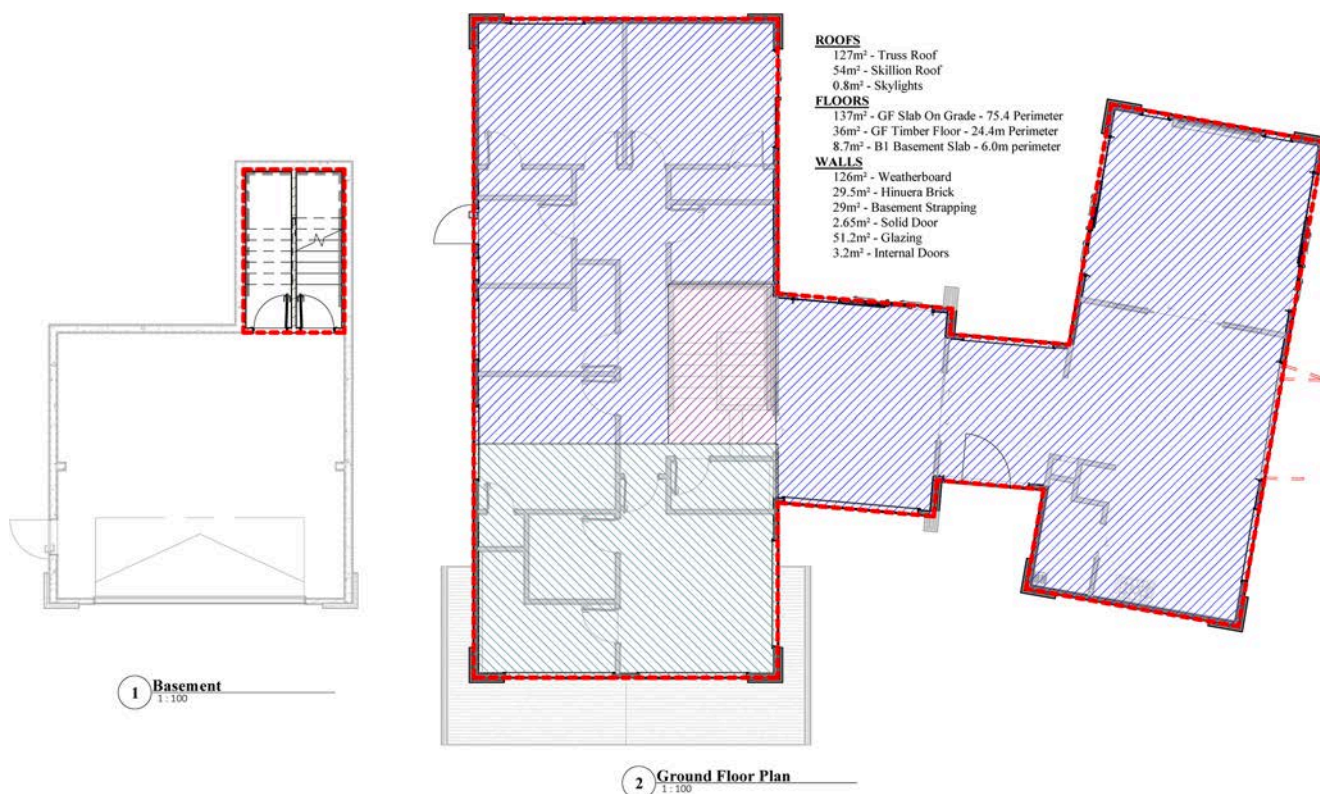 ROOFS
127m² - Truss Roof
54m² - Skillion Roof
0.8m² - Skylights
FLOORS
137m² - GF Slab On Grade - 75.4 Perimeter
36m² - GF Timber Floor - 24.4m Perimeter
8.7m² - B1 Basement Slab - 6.0m perimeter
WALLS
126m² - Weatherboard
29.5m² - Hinuera Brick
29m² - Basement Strapping
2.65m² - Solid Door
51.2m² - Glazing
3.2m² - Internal Doors
1 Basement
1 : 100
2 Ground Floor Plan
1 : 100